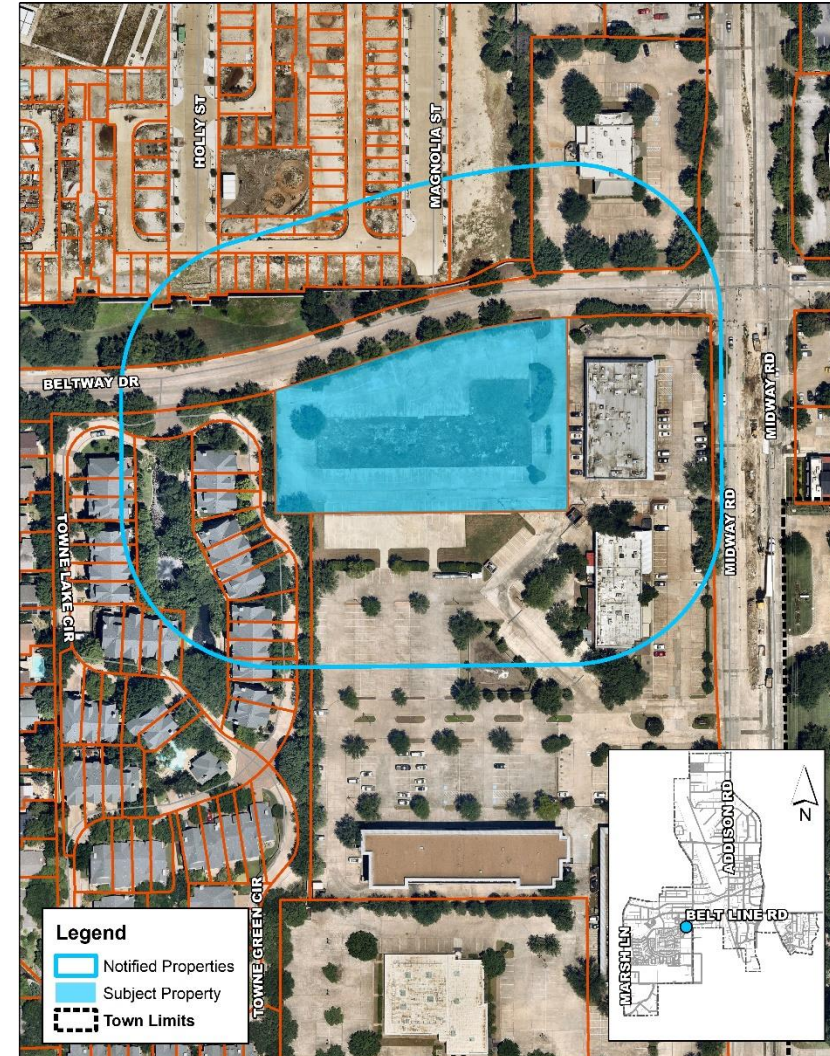 HOLLY ST
MAGNOLIA ST
BELTWAY DR
MIDWAY RD
MIDWAY RD
TOWNE LAKE CIR
TOWNE GREEN CIR
Legend
Notified Properties
Subject Property
Town Limits
N
ADDISON RD
BELT LINE RD
MARSH LN